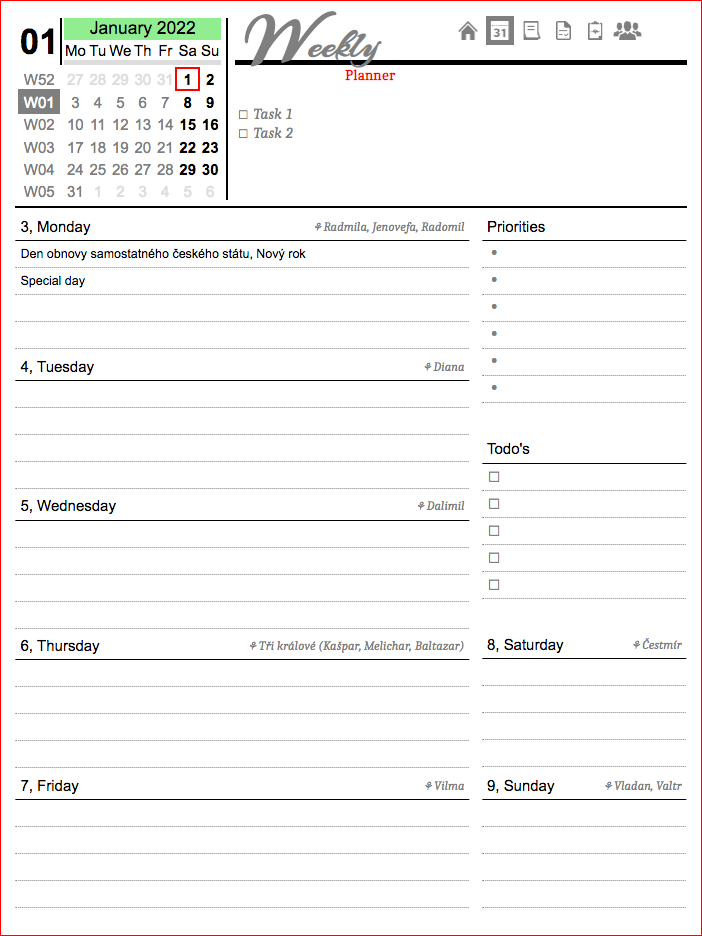 01
January 2022
Mo Tu We Th Fr Sa Su
W52 27 28 29 30 31 1 2
W01 3 4 5 6 7 8 9
W02 10 11 12 13 14 15 16
W03 17 18 19 20 21 22 23
W04 24 25 26 27 28 29 30
W05 31 1 2 3 4 5 6
Weekly
Planner
31
☐ Task 1
☐ Task 2
3, Monday ⚘ Radmila, Jenovefa, Radomil
Den obnovy samostatného českého státu, Nový rok
Special day
4, Tuesday ⚘ Diana
5, Wednesday ⚘ Dalimil
6, Thursday ⚘ Tři králové (Kašpar, Melichar, Baltazar)
7, Friday ⚘ Vilma
Priorities
•
•
•
•
•
•
Todo's
☐
☐
☐
☐
☐
8, Saturday ⚘ Čestmír
9, Sunday ⚘ Vladan, Valtr